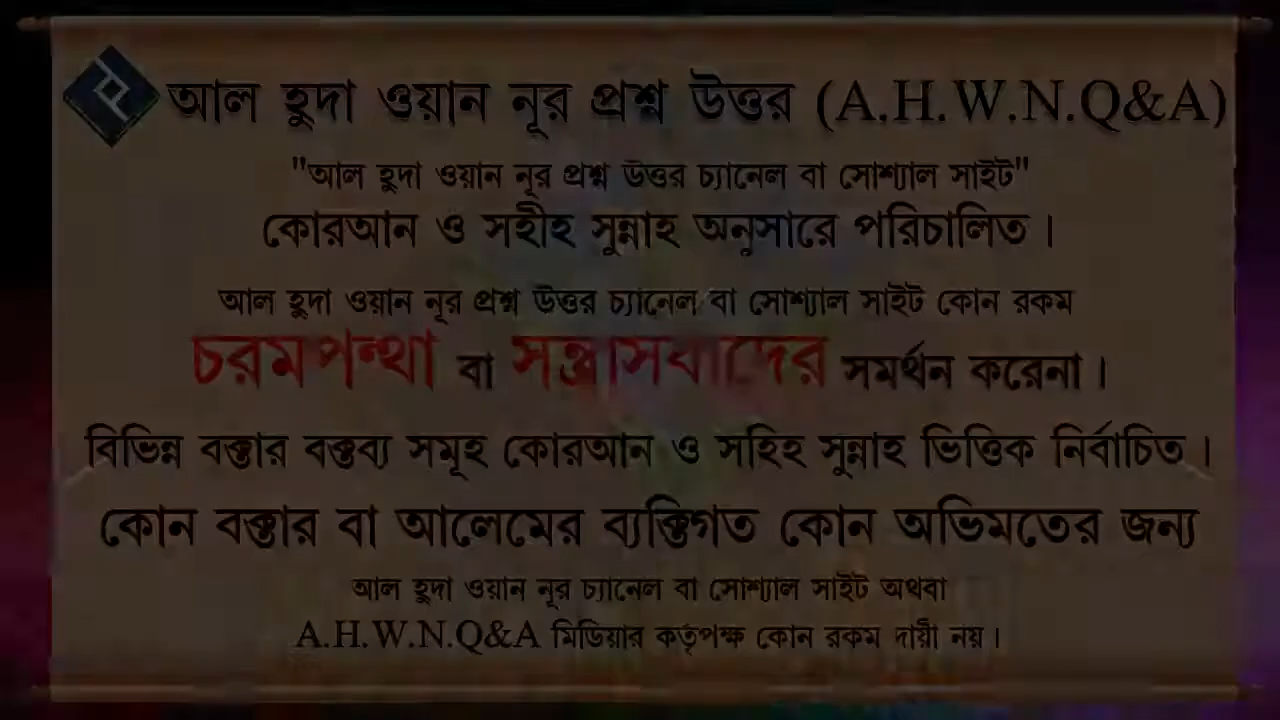 আল হুদা ওয়ান নূর প্রশ্ন উত্তর (A.H.W.N.Q&A)
"আল হুদা ওয়ান নূর প্রশ্ন উত্তর চ্যানেল বা সোশ্যাল সাইট"
কোরআন ও সহীহ সুন্নাহ অনুসারে পরিচালিত।
আল হুদা ওয়ান নূর প্রশ্ন উত্তর চ্যানেল বা সোশ্যাল সাইট কোন রকম
চরমপন্থা বা সন্ত্রাসবাদের সমর্থন করেনা।
বিভিন্ন বক্তার বক্তব্য সমূহ কোরআন ও সহিহ সুন্নাহ ভিত্তিক নির্বাচিত।
কোন বক্তার বা আলেমের ব্যক্তিগত কোন অভিমতের জন্য
আল হুদা ওয়ান নূর চ্যানেল বা সোশ্যাল সাইট অথবা
A.H.W.N.Q&A মিডিয়ার কর্তৃপক্ষ কোন রকম দায়ী নয়।